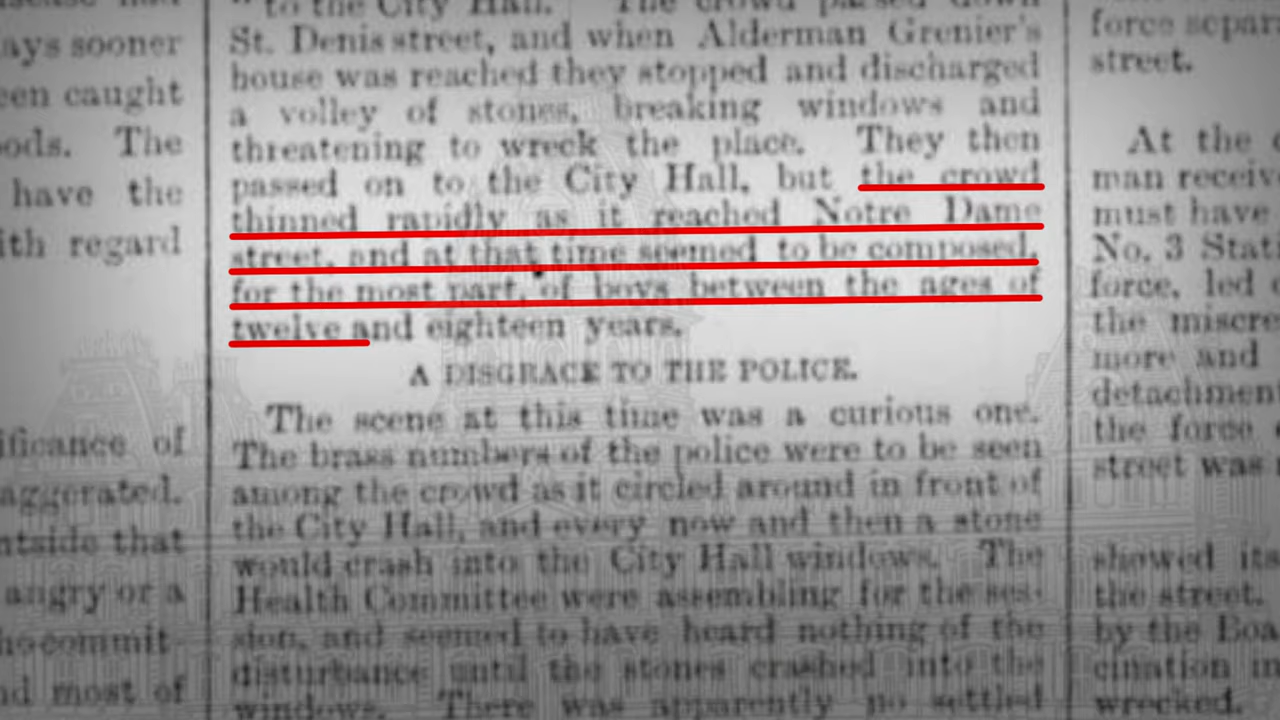 ays sooner
een caught
ods. The
have the
ith regard
ificance of
aggerated.
ntside that
angry or a
ho commit-
nd most of
"to the City Hall. The crowd passed down
St. Denis street, and when Alderman Grenier's
house was reached they stopped and discharged
a volley of stones, breaking windows and
threatening to wreck the place. They then
passed on to the City Hall, but the crowd
thinned rapidly as it reached Notre Dame
street, and at that time seemed to be composed,
for the most part, of boys between the ages of
twelve and eighteen years.
A DISGRACE TO THE POLICE.
The scene at this time was a curious one.
The brass numbers of the police were to be seen
among the crowd as it circled around in front of
the City Hall, and every now and then a stone
would crash into the City Hall windows. The
Health Committee were assembling for the ses-
sion, and seemed to have heard nothing of the
disturbance until the stones crashed into the
windows. There was apparently no settled
force separ
street.
At the
man receiv
must have
No. 3 Stati
force, led
the miscre
more and
detachment
the force
street was
showed its
the street.
by the Boa
cination in
wrecked.